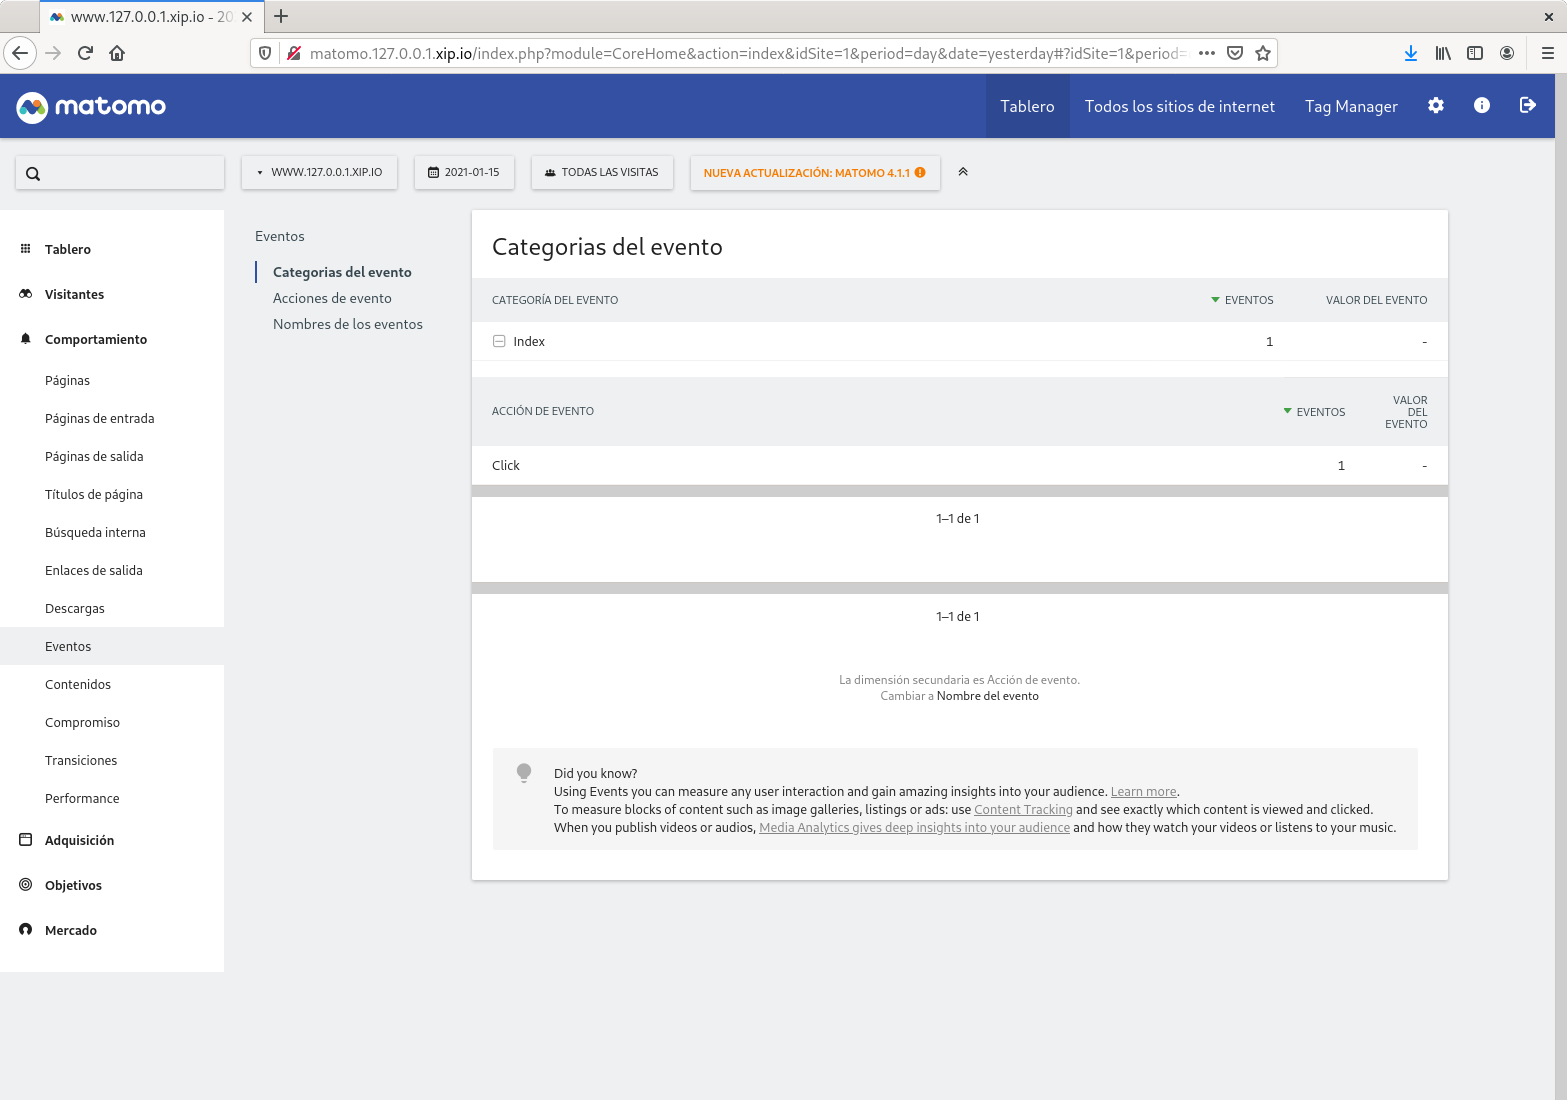 www.127.0.0.1.xip.io - 20
matomo.127.0.0.1.xip.io/index.php?module=CoreHome&action=index&idSite=1&period=day&date=yesterday#?idSite=1&period=
matomo
Tablero
Todos los sitios de internet
Tag Manager
WWW.127.0.0.1.XIP.IO
2021-01-15
TODAS LAS VISITAS
NUEVA ACTUALIZACIÓN: MATOMO 4.1.1
Tablero
Visitantes
Comportamiento
Páginas
Páginas de entrada
Páginas de salida
Títulos de página
Búsqueda interna
Enlaces de salida
Descargas
Eventos
Contenidos
Compromiso
Transiciones
Performance
Adquisición
Objetivos
Mercado
Eventos
Categorias del evento
Acciones de evento
Nombres de los eventos
Categorias del evento
CATEGORÍA DEL EVENTO EVENTOS VALOR DEL EVENTO
Index 1 -
ACCIÓN DE EVENTO EVENTOS VALOR DEL EVENTO
Click 1 -
1–1 de 1
1–1 de 1
La dimensión secundaria es Acción de evento.
Cambiar a Nombre del evento
Did you know?
Using Events you can measure any user interaction and gain amazing insights into your audience. Learn more.
To measure blocks of content such as image galleries, listings or ads: use Content Tracking and see exactly which content is viewed and clicked.
When you publish videos or audios, Media Analytics gives deep insights into your audience and how they watch your videos or listens to your music.